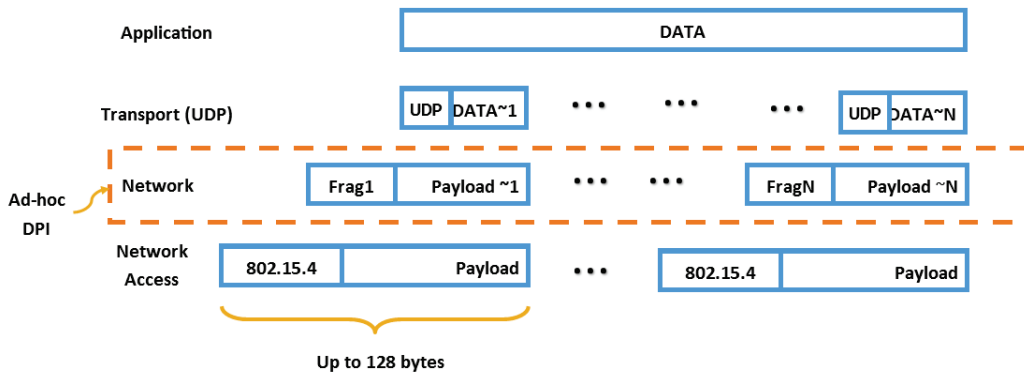 Application
DATA
Transport (UDP)
UDP
DATA~1
...
...
...
UDP
DATA~N
Ad-hoc
DPI
Network
Frag1
Payload ~1
...
...
FragN
Payload ~N
Network
Access
802.15.4
Payload
...
802.15.4
Payload
Up to 128 bytes